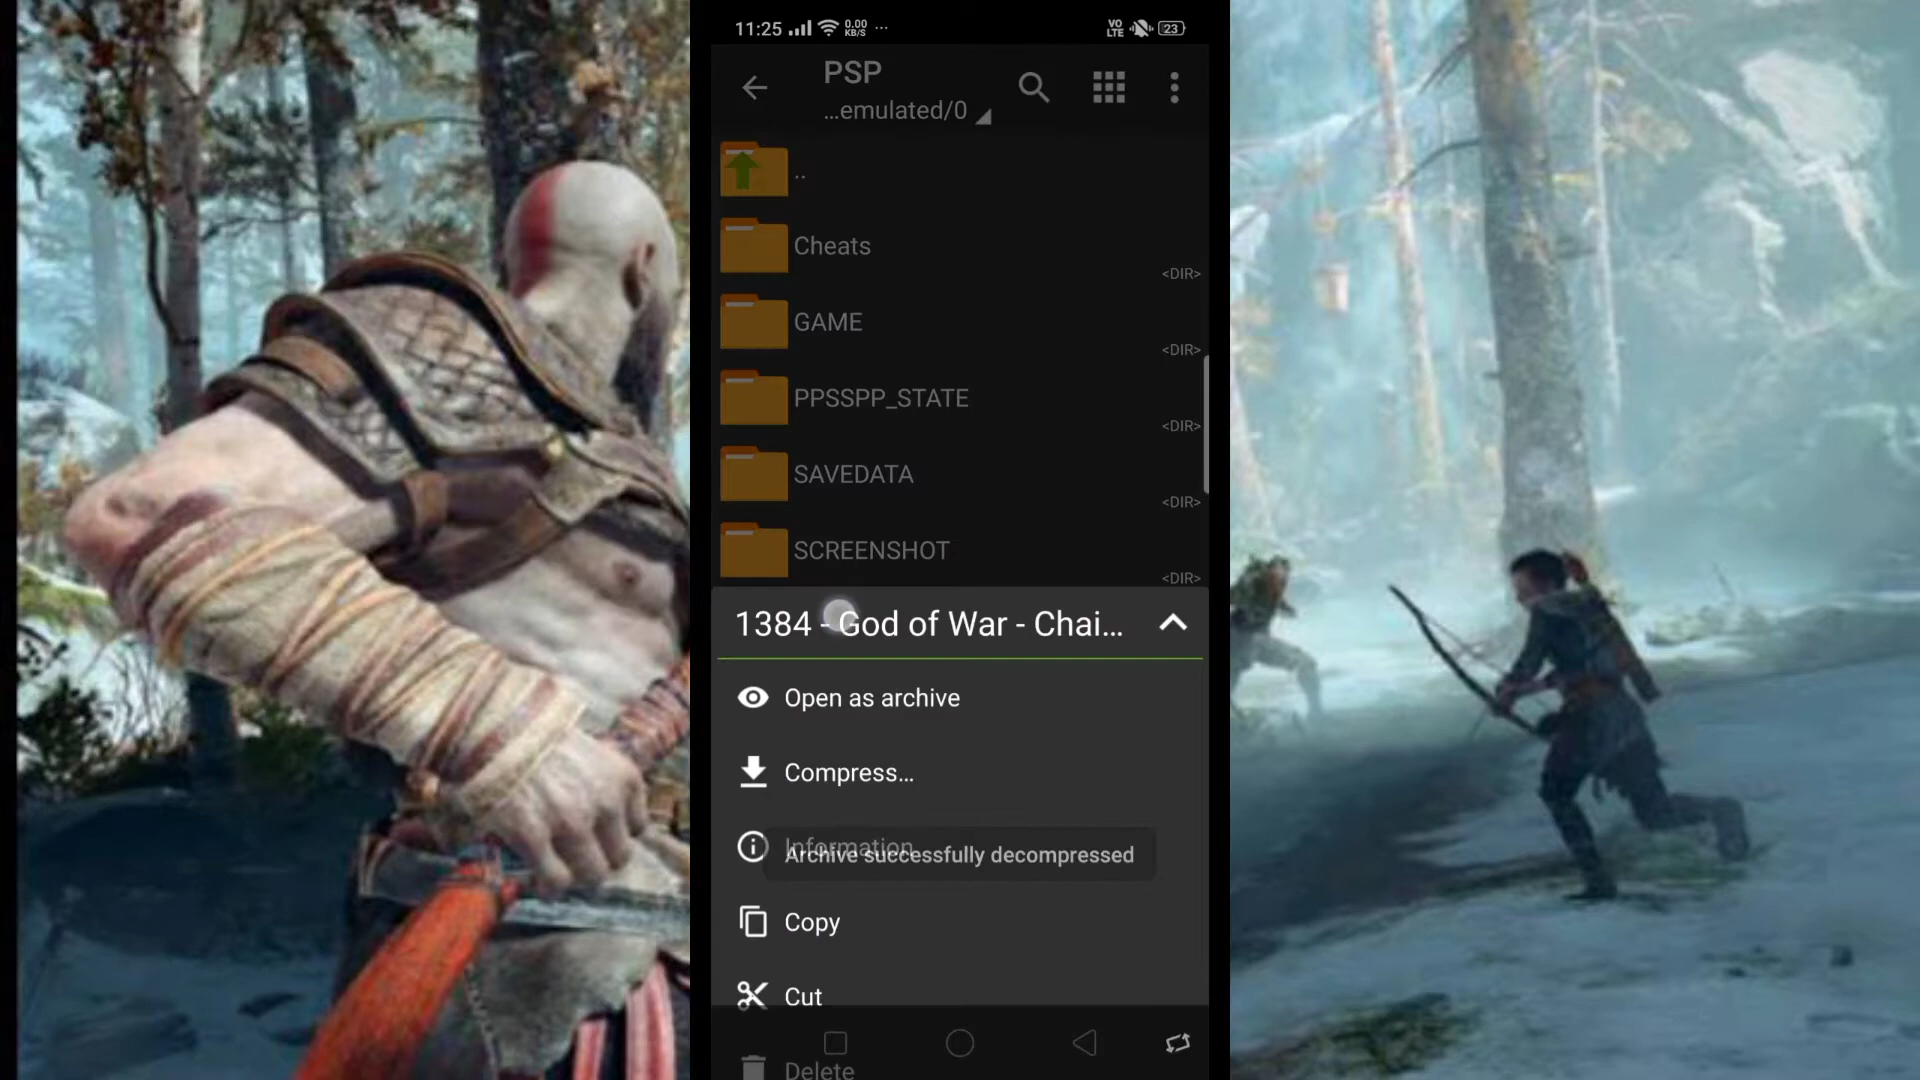 11:25 0.00 KB/S ... VO LTE 23
PSP
...emulated/0
..
Cheats
<DIR>
GAME
<DIR>
PPSSPP_STATE
<DIR>
SAVEDATA
<DIR>
SCREENSHOT
<DIR>
1384 - God of War - Chai...
Open as archive
Compress...
Information
Archive successfully decompressed
Copy
Cut
Delete